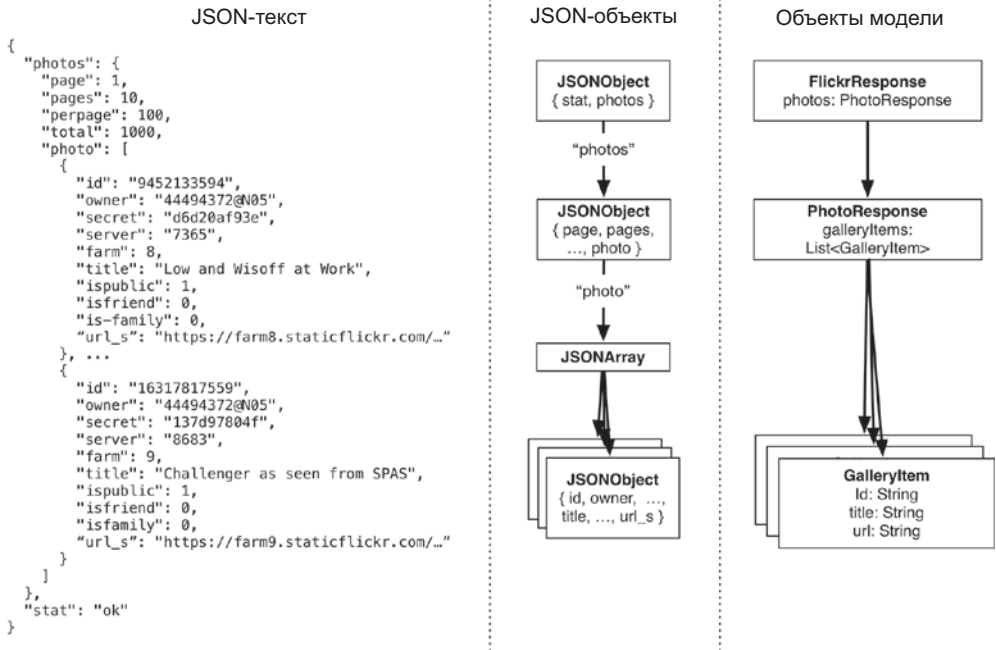 JSON-текст
{
  "photos": {
    "page": 1,
    "pages": 10,
    "perpage": 100,
    "total": 1000,
    "photo": [
      {
        "id": "9452133594",
        "owner": "44494372@N05",
        "secret": "d6d20af93e",
        "server": "7365",
        "farm": 8,
        "title": "Low and Wisoff at Work",
        "ispublic": 1,
        "isfriend": 0,
        "is-family": 0,
        “url_s”: "https://farm8.staticflickr.com/…”
      }, ...
      {
        "id": "16317817559",
        "owner": "44494372@N05",
        "secret": "137d97804f",
        "server": "8683",
        "farm": 9,
        "title": "Challenger as seen from SPAS",
        "ispublic": 1,
        "isfriend": 0,
        "isfamily": 0,
        “url_s”: "https://farm9.staticflickr.com/…”
      }
    ]
  },
  "stat": "ok"
}
JSON-объекты
JSONObject
{ stat, photos }
“photos”
JSONObject
{ page, pages,
…, photo }
“photo”
JSONArray
JSONObject
{ id, owner, …,
title, …, url_s }
Объекты модели
FlickrResponse
photos: PhotoResponse
PhotoResponse
galleryItems:
List<GalleryItem>
GalleryItem
Id: String
title: String
url: String